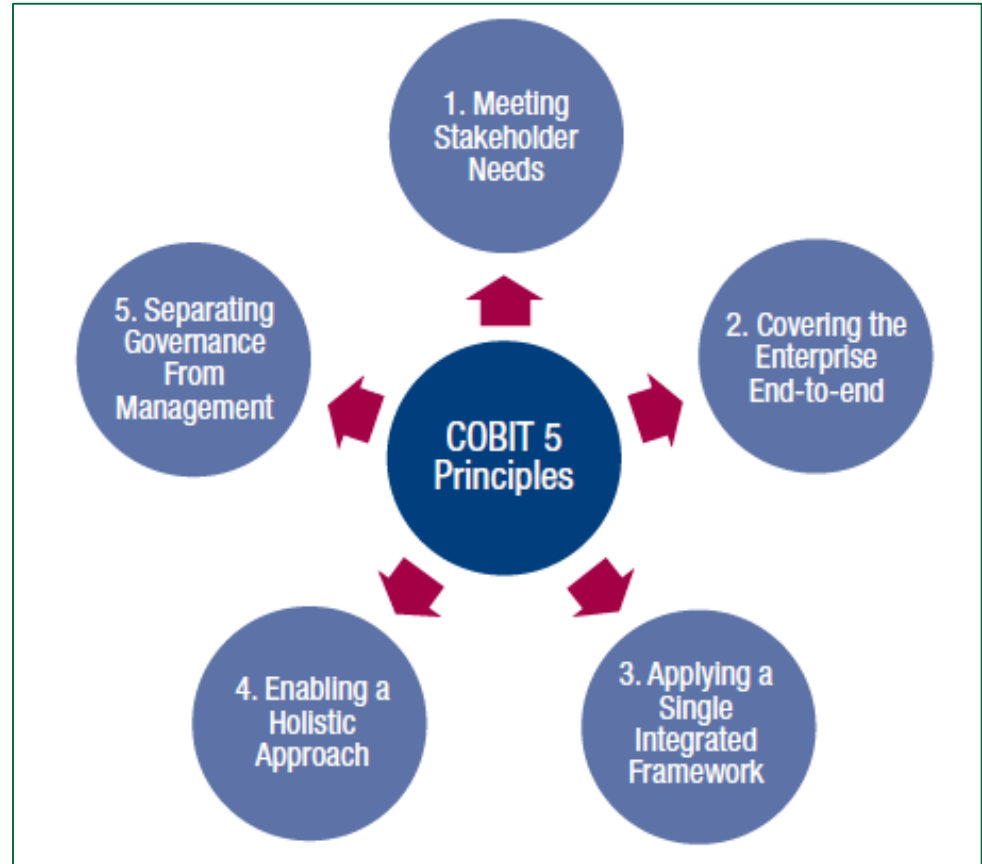 1. Meeting
Stakeholder
Needs
2. Covering the
Enterprise
End-to-end
3. Applying a
Single
Integrated
Framework
4. Enabling a
Holistic
Approach
5. Separating
Governance
From
Management
COBIT 5
Principles